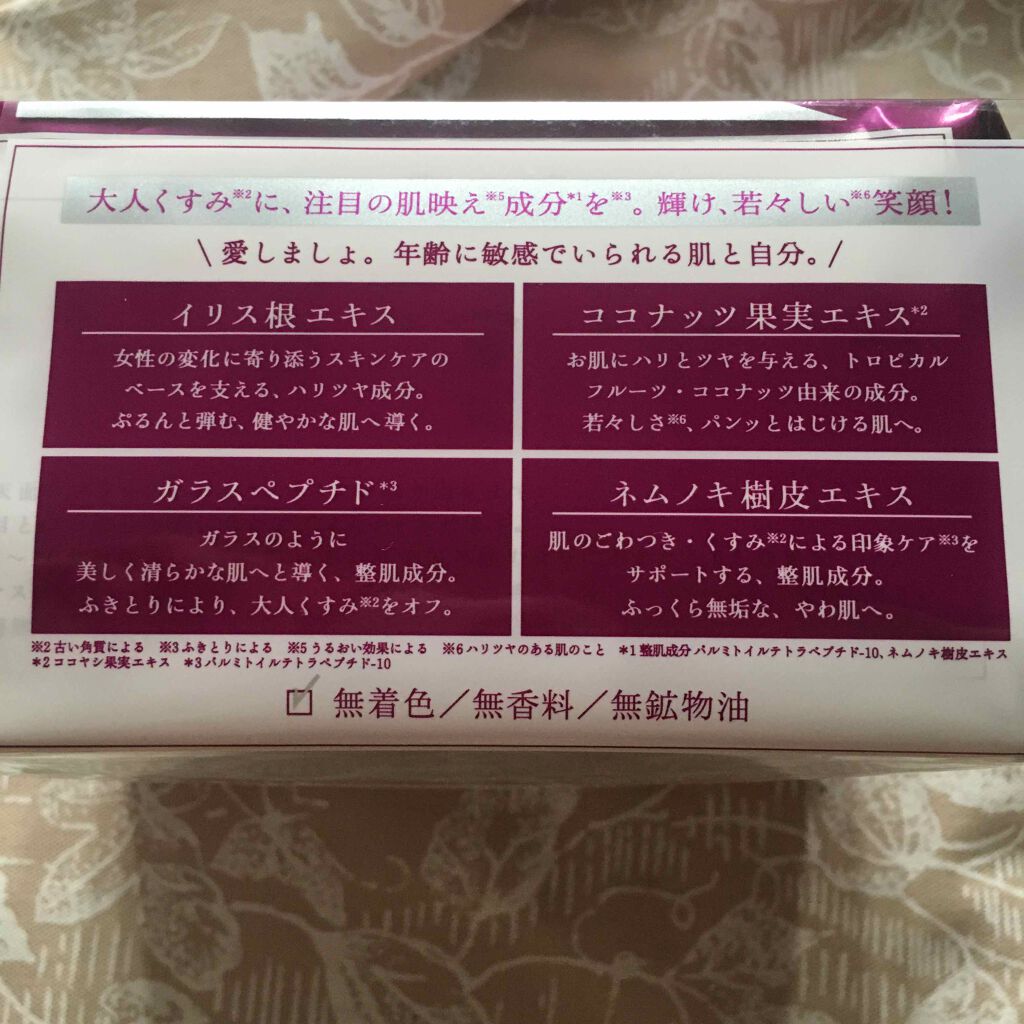 大人くすみ※2に、注目の肌映え※5成分*1を※3。輝け、若々しい※6笑顔！
\ 愛しましょ。年齢に敏感でいられる肌と自分。 /
イリス根エキス
女性の変化に寄り添うスキンケアの
ベースを支える、ハリツヤ成分。
ぷるんと弾む、健やかな肌へ導く。
ココナッツ果実エキス*2
お肌にハリとツヤを与える、トロピカル
フルーツ・ココナッツ由来の成分。
若々しさ※6、パンッとはじける肌へ。
ガラスペプチド*3
ガラスのように
美しく清らかな肌へと導く、整肌成分。
ふきとりにより、大人くすみ※2をオフ。
ネムノキ樹皮エキス
肌のごわつき・くすみ※2による印象ケア※3を
サポートする、整肌成分。
ふっくら無垢な、やわ肌へ。
※2 古い角質による ※3 ふきとりによる ※5 うるおい効果による ※6 ハリツヤのある肌のこと *1 整肌成分 パルミトイルテトラペプチド-10、ネムノキ樹皮エキス
*2 ココヤシ果実エキス *3 パルミトイルテトラペプチド-10
無着色／無香料／無鉱物油